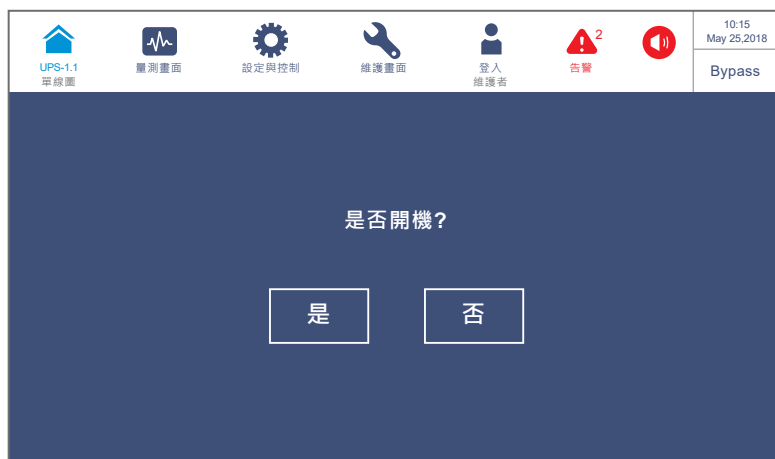 UPS-1.1
單線圖
量測畫面
設定與控制
維護畫面
登入
維護者
2
告警
10:15
May 25,2018
Bypass
是否開機?
是
否